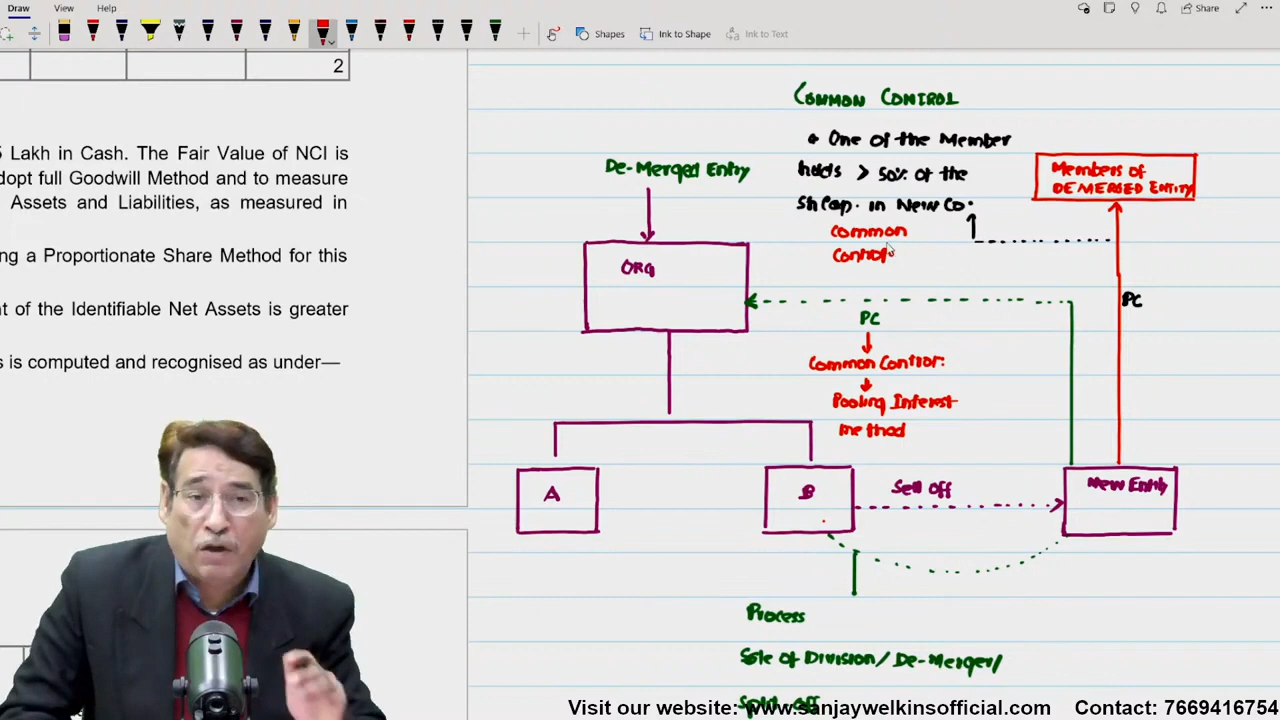 Draw View Help
Share
Shapes
Ink to Shape
Ink to Text
2
5 Lakh in Cash. The Fair Value of NCI is
dopt full Goodwill Method and to measure
Assets and Liabilities, as measured in
ng a Proportionate Share Method for this
t of the Identifiable Net Assets is greater
s is computed and recognised as under—
COMMON CONTROL
• One of the Member
holds > 50% of the
Sh Cap. in New Co.
Common
Control
De-Merged Entry
Members of
DEMERGED ENTITY
ORG
PC
PC
Common Control:
Pooling Interest
method
A
B
Sell off
New Entity
Process
Sale of Division/De-Merger/
Split off
Visit our website: www.sanjaywelkinsofficial.com Contact: 7669416754